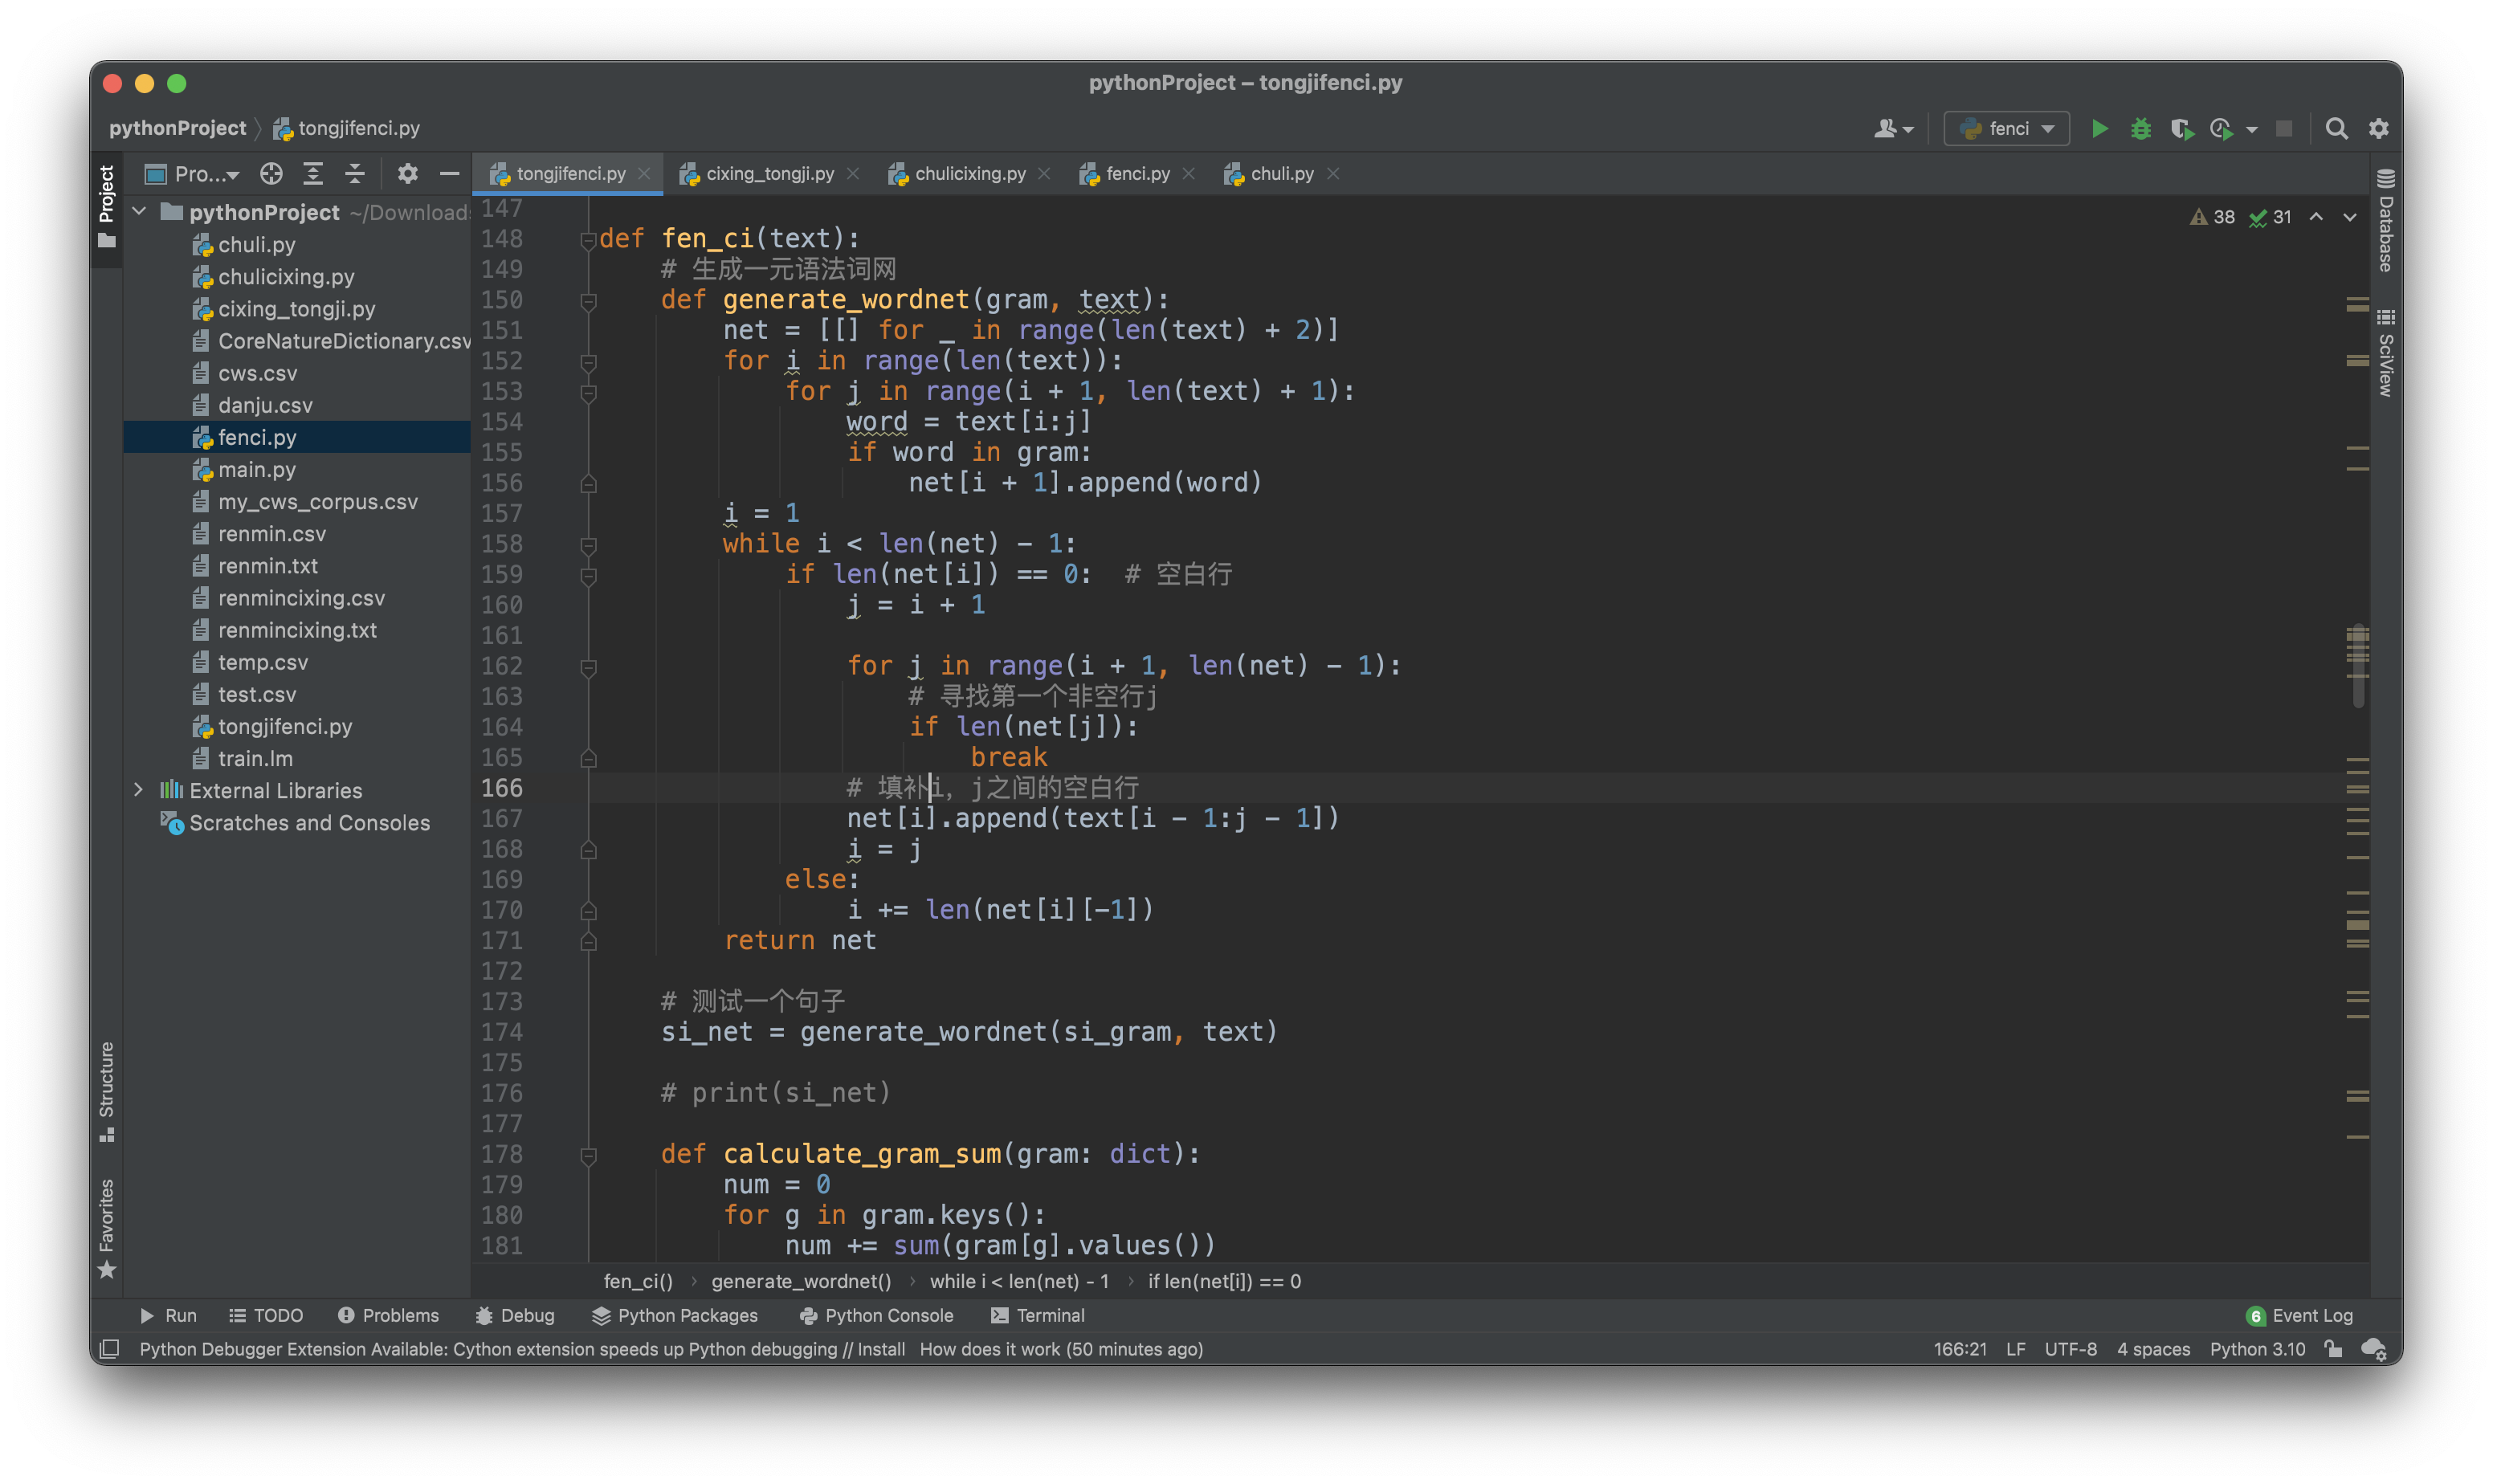 pythonProject – tongjifenci.py
pythonProject
tongjifenci.py
fenci
Project
Pro...
tongjifenci.py
cixing_tongji.py
chulicixing.py
fenci.py
chuli.py
pythonProject ~/Download
chuli.py
chulicixing.py
cixing_tongji.py
CoreNatureDictionary.csv
cws.csv
danju.csv
fenci.py
main.py
my_cws_corpus.csv
renmin.csv
renmin.txt
renmincixing.csv
renmincixing.txt
temp.csv
test.csv
tongjifenci.py
train.lm
External Libraries
Scratches and Consoles
Structure
Favorites
38
31
Database
SciView
147
148 def fen_ci(text):
149 # 生成一元语法词网
150 def generate_wordnet(gram, text):
151 net = [[] for _ in range(len(text) + 2)]
152 for i in range(len(text)):
153 for j in range(i + 1, len(text) + 1):
154 word = text[i:j]
155 if word in gram:
156 net[i + 1].append(word)
157 i = 1
158 while i < len(net) - 1:
159 if len(net[i]) == 0:  # 空白行
160 j = i + 1
161
162 for j in range(i + 1, len(net) - 1):
163 # 寻找第一个非空行j
164 if len(net[j]):
165 break
166 # 填补i，j之间的空白行
167 net[i].append(text[i - 1:j - 1])
168 i = j
169 else:
170 i += len(net[i][-1])
171 return net
172
173 # 测试一个句子
174 si_net = generate_wordnet(si_gram, text)
175
176 # print(si_net)
177
178 def calculate_gram_sum(gram: dict):
179 num = 0
180 for g in gram.keys():
181 num += sum(gram[g].values())
fen_ci() › generate_wordnet() › while i < len(net) - 1 › if len(net[i]) == 0
Run
TODO
Problems
Debug
Python Packages
Python Console
Terminal
6 Event Log
Python Debugger Extension Available: Cython extension speeds up Python debugging // Install   How does it work (50 minutes ago)
166:21 LF UTF-8 4 spaces Python 3.10